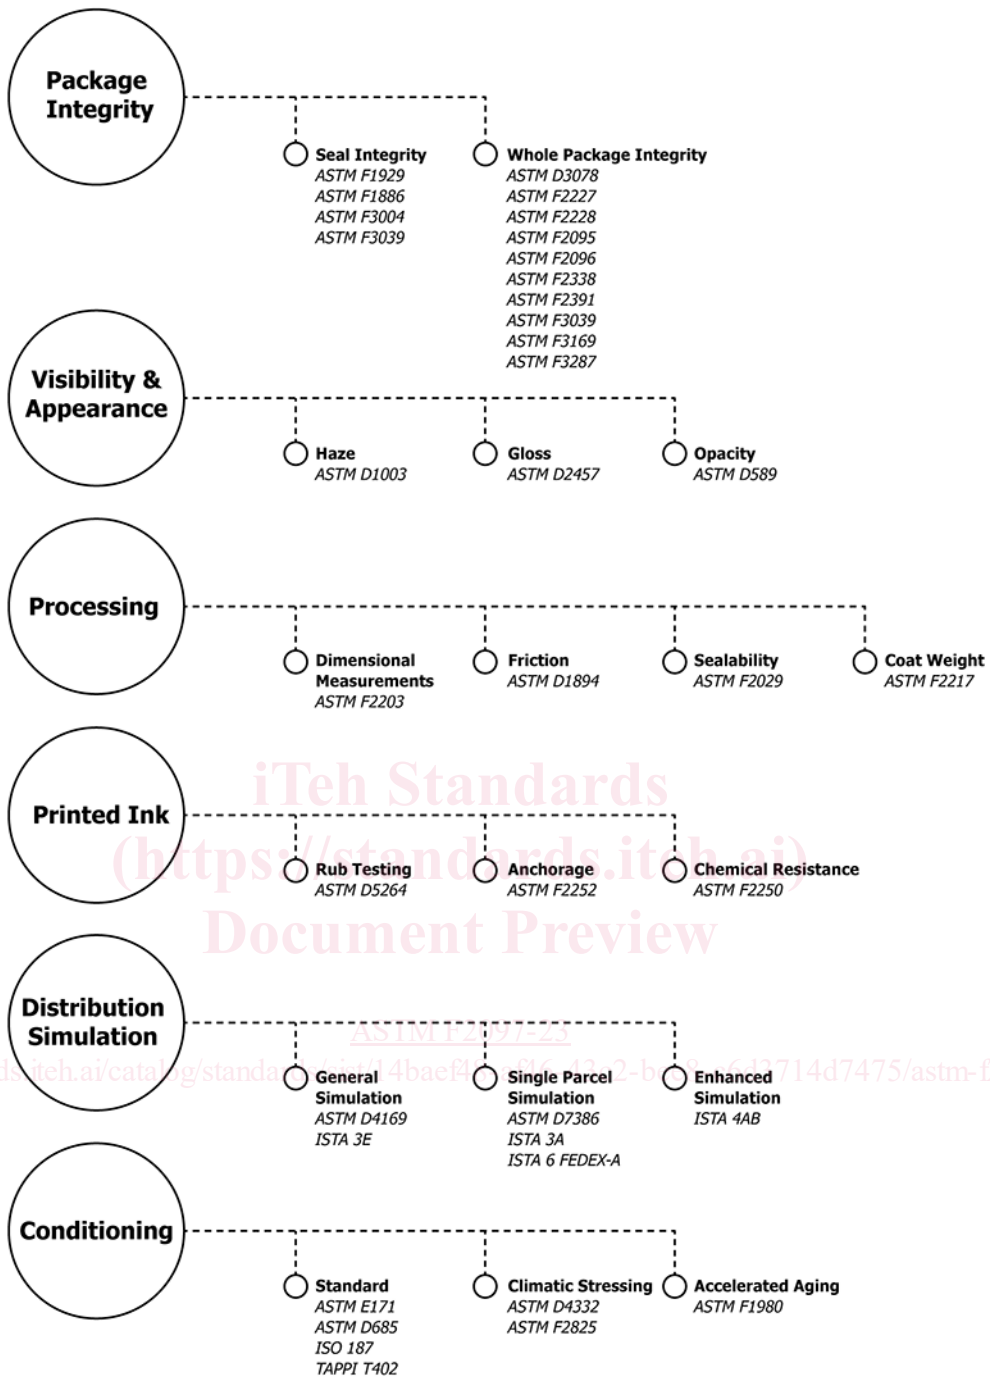 Package
Integrity
Seal Integrity
ASTM F1929
ASTM F1886
ASTM F3004
ASTM F3039
Whole Package Integrity
ASTM D3078
ASTM F2227
ASTM F2228
ASTM F2095
ASTM F2096
ASTM F2338
ASTM F2391
ASTM F3039
ASTM F3169
ASTM F3287
Visibility &
Appearance
Haze
ASTM D1003
Gloss
ASTM D2457
Opacity
ASTM D589
Processing
Dimensional
Measurements
ASTM F2203
Friction
ASTM D1894
Sealability
ASTM F2029
Coat Weight
ASTM F2217
iTeh Standards
(https://standards.iteh.ai)
Document Preview
Printed Ink
Rub Testing
ASTM D5264
Anchorage
ASTM F2252
Chemical Resistance
ASTM F2250
Distribution
Simulation
ASTM F2097-23
General
Simulation
ASTM D4169
ISTA 3E
Single Parcel
Simulation
ASTM D7386
ISTA 3A
ISTA 6 FEDEX-A
Enhanced
Simulation
ISTA 4AB
Conditioning
Standard
ASTM E171
ASTM D685
ISO 187
TAPPI T402
Climatic Stressing
ASTM D4332
ASTM F2825
Accelerated Aging
ASTM F1980